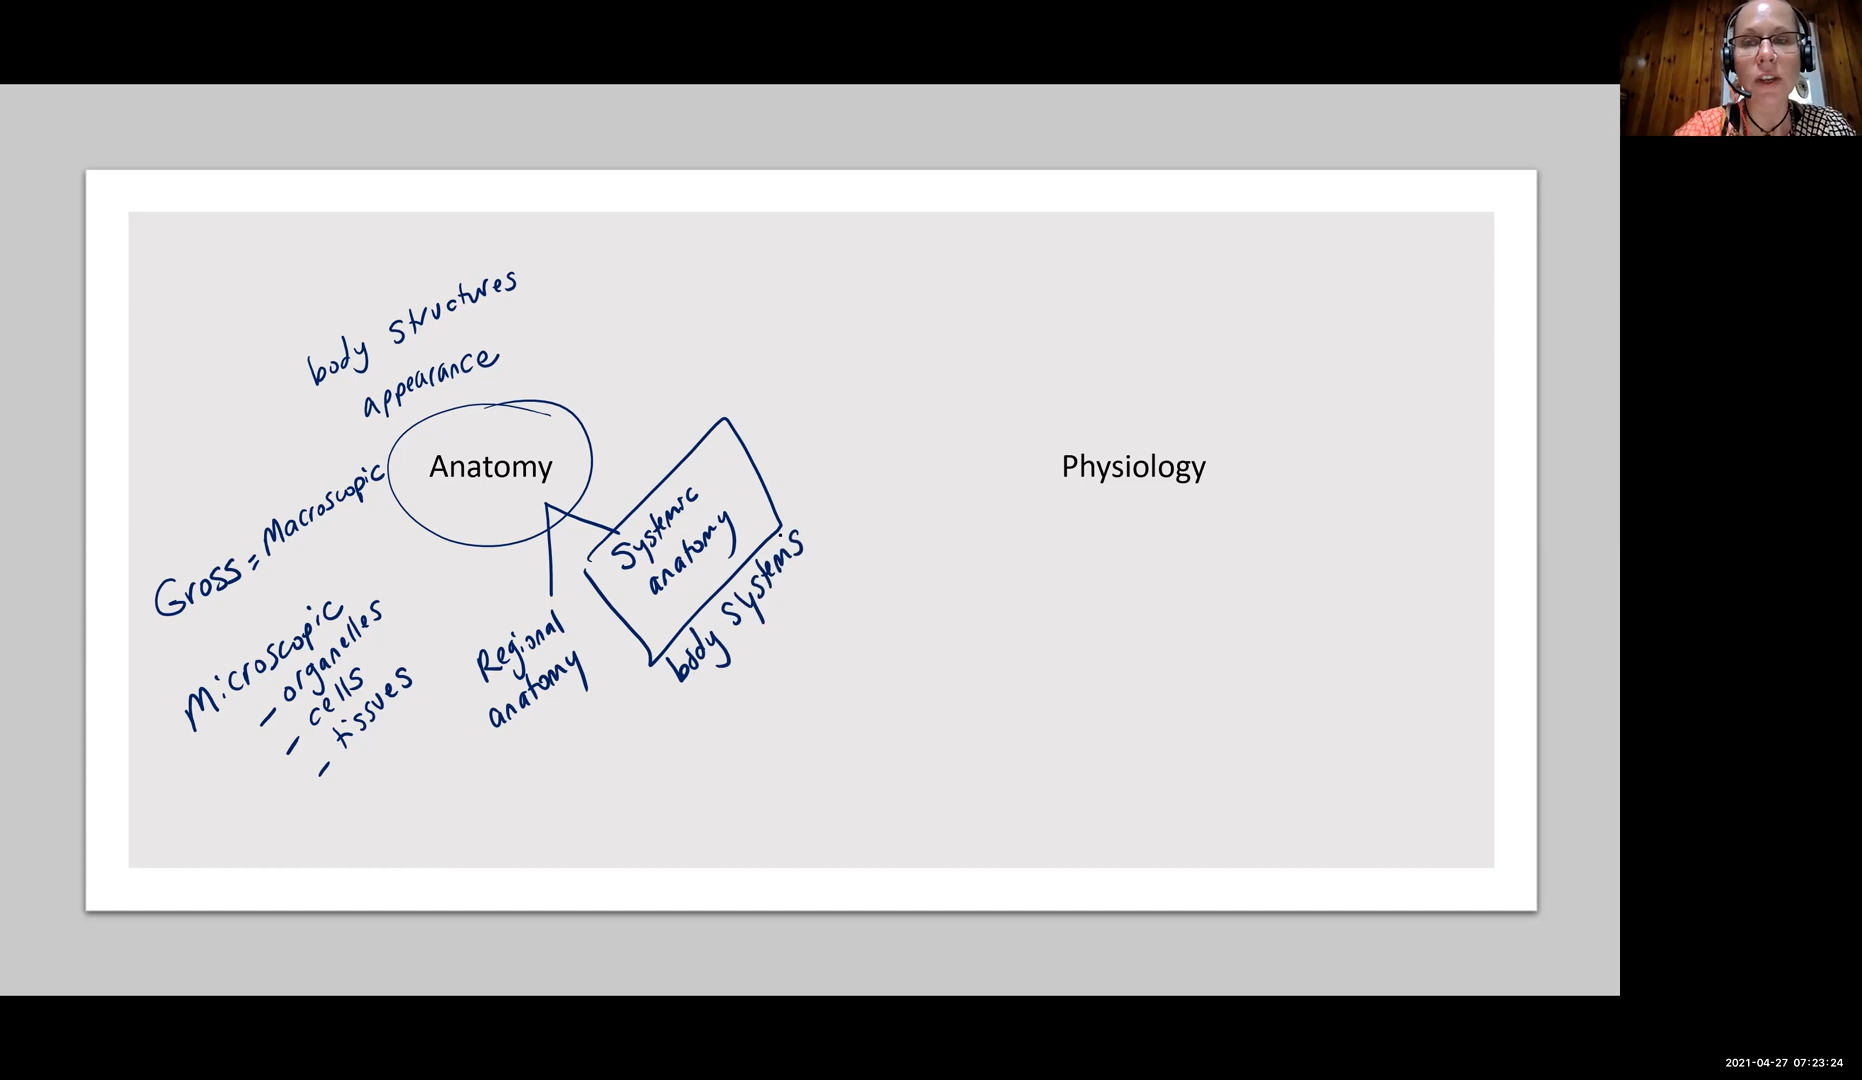 body structures
appearance
Anatomy
Physiology
Gross = Macroscopic
Microscopic
- organelles
- cells
- tissues
Regional
anatomy
Systemic
anatomy
body systems
2021-04-27 07:23:24